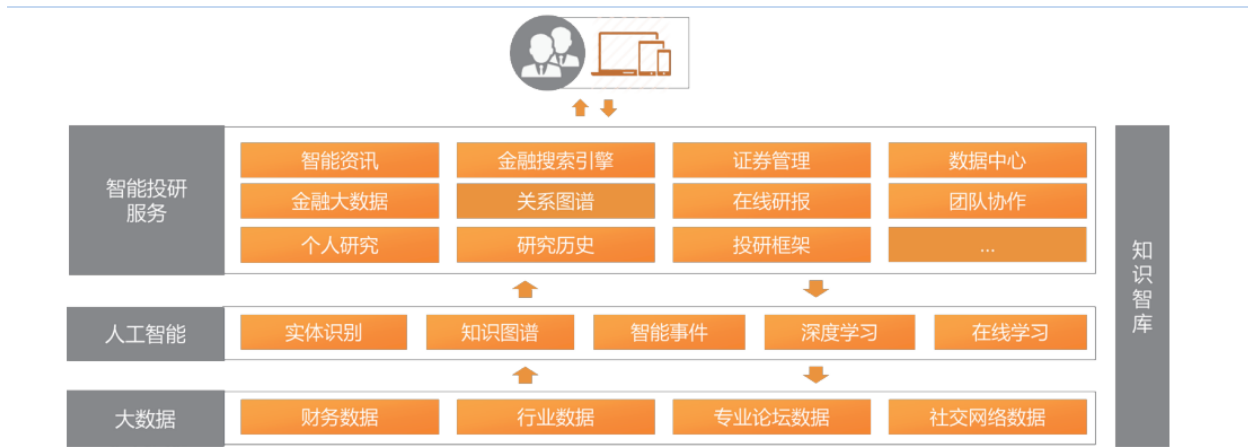 智能投研
服务
智能资讯
金融搜索引擎
证券管理
数据中心
金融大数据
关系图谱
在线研报
团队协作
个人研究
研究历史
投研框架
...
人工智能
实体识别
知识图谱
智能事件
深度学习
在线学习
大数据
财务数据
行业数据
专业论坛数据
社交网络数据
知识智库